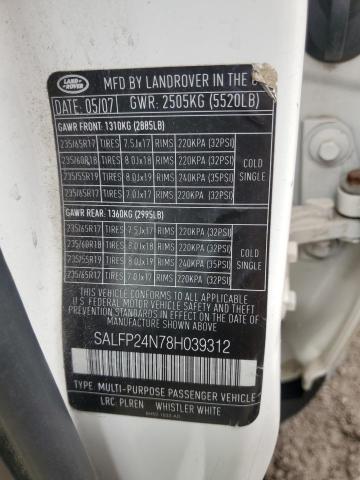 LAND
ROVER
MFD BY LANDROVER IN THE
DATE: 05/07 GWR: 2505KG (5520LB)
GAWR FRONT: 1310KG (2885LB)
235/65R17 TIRES 7.5Jx17 RIMS 220KPA (32PSI)
235/60R18 TIRES 8.0Jx18 RIMS 220KPA (32PSI) COLD
235/55R19 TIRES 8.0Jx19 RIMS 240KPA (35PSI) SINGLE
235/65R17 TIRES 7.0Jx17 RIMS 220KPA (32PSI)
GAWR REAR: 1360KG (2995LB)
235/65R17 TIRES 7.5Jx17 RIMS 220KPA (32PSI)
235/60R18 TIRES 8.0Jx18 RIMS 220KPA (32PSI) COLD
235/55R19 TIRES 8.0Jx19 RIMS 240KPA (35PSI) SINGLE
235/65R17 TIRES 7.0Jx17 RIMS 220KPA (32PSI)
THIS VEHICLE CONFORMS TO ALL APPLICABLE
FEDERAL MOTOR VEHICLE SAFETY AND THEFT
PREVENTION STANDARDS IN EFFECT ON THE DATE
OF MANUFACTURE SHOWN ABOVE
SALFP24N78H039312
TYPE: MULTI-PURPOSE PASSENGER VEHICLE
LRC PLREN WHISTLER WHITE